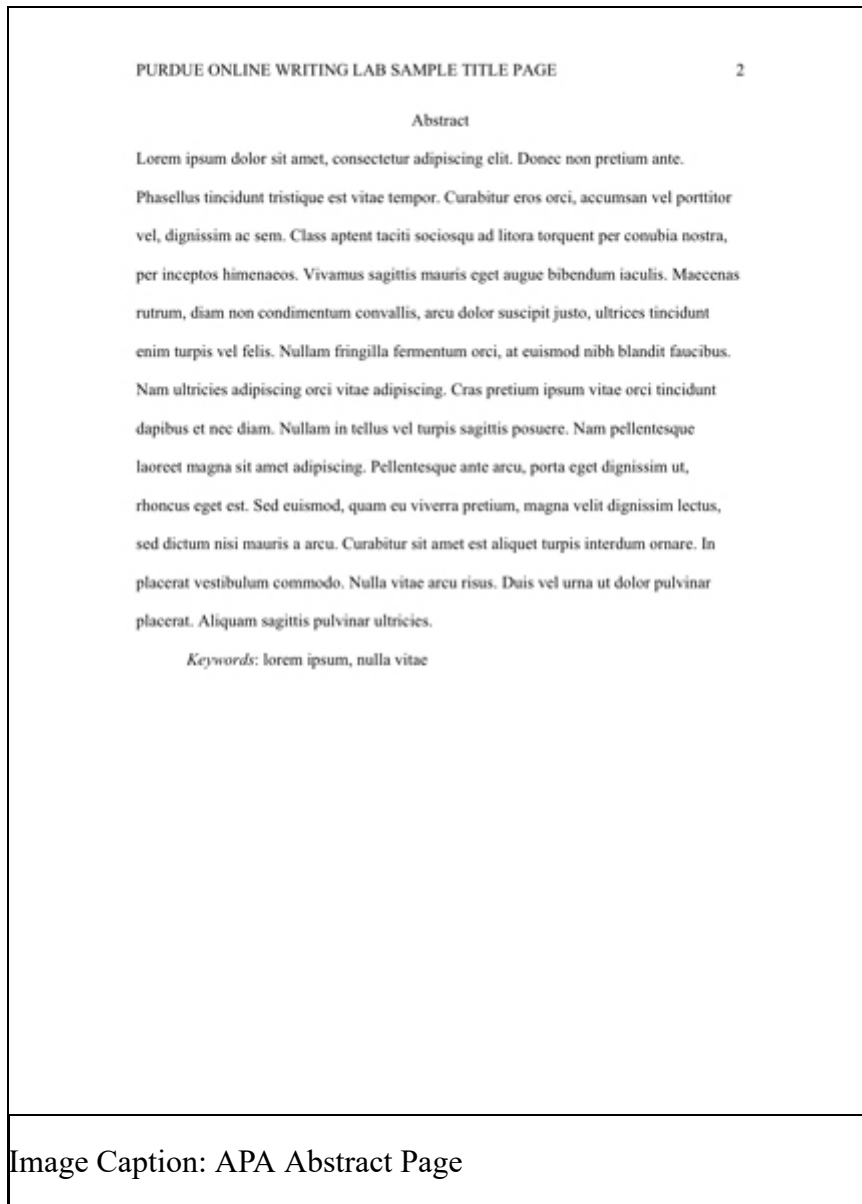 PURDUE ONLINE WRITING LAB SAMPLE TITLE PAGE 2
Abstract
Lorem ipsum dolor sit amet, consectetur adipiscing elit. Donec non pretium ante.
Phasellus tincidunt tristique est vitae tempor. Curabitur eros orci, accumsan vel porttitor
vel, dignissim ac sem. Class aptent taciti sociosqu ad litora torquent per conubia nostra,
per inceptos himenaeos. Vivamus sagittis mauris eget augue bibendum iaculis. Maecenas
rutrum, diam non condimentum convallis, arcu dolor suscipit justo, ultrices tincidunt
enim turpis vel felis. Nullam fringilla fermentum orci, at euismod nibh blandit faucibus.
Nam ultricies adipiscing orci vitae adipiscing. Cras pretium ipsum vitae orci tincidunt
dapibus et nec diam. Nullam in tellus vel turpis sagittis posuere. Nam pellentesque
laoreet magna sit amet adipiscing. Pellentesque ante arcu, porta eget dignissim ut,
rhoncus eget est. Sed euismod, quam eu viverra pretium, magna velit dignissim lectus,
sed dictum nisi mauris a arcu. Curabitur sit amet est aliquet turpis interdum ornare. In
placerat vestibulum commodo. Nulla vitae arcu risus. Duis vel urna ut dolor pulvinar
placerat. Aliquam sagittis pulvinar ultricies.
Keywords: lorem ipsum, nulla vitae
Image Caption: APA Abstract Page